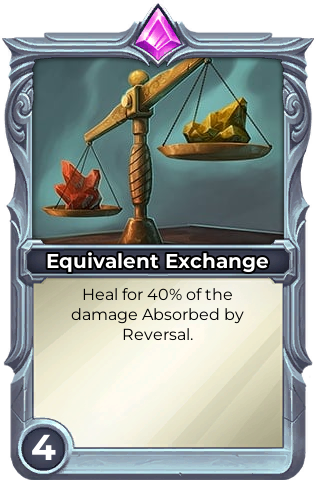 Equivalent Exchange
Heal for 40% of the
damage Absorbed by
Reversal.
4